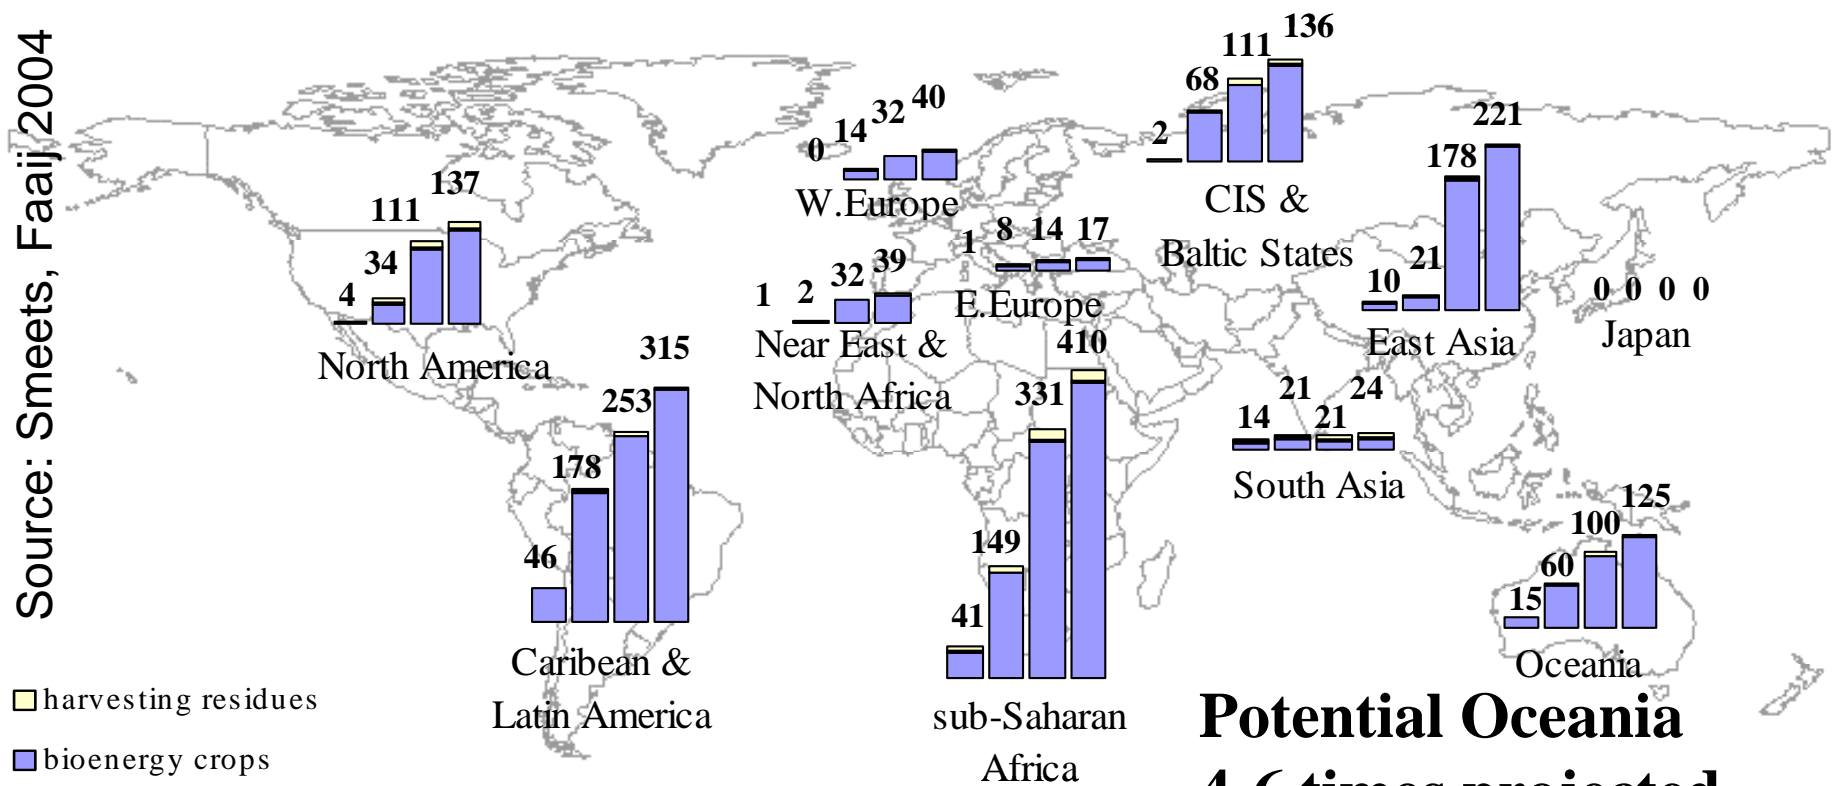 Source: Smeets, Faaij 2004
0 14 32 40
W.Europe
2 68 111 136
CIS &
Baltic States
4 34 111 137
North America
1 8 14 17
E.Europe
1 2 32 39
Near East &
North Africa
10 21 178 221
East Asia
0 0 0 0
Japan
46 178 253 315
Caribean &
Latin America
41 149 331 410
sub-Saharan
Africa
14 21 21 24
South Asia
15 60 100 125
Oceania
harvesting residues
bioenergy crops
Potential Oceania
4-6 times projected